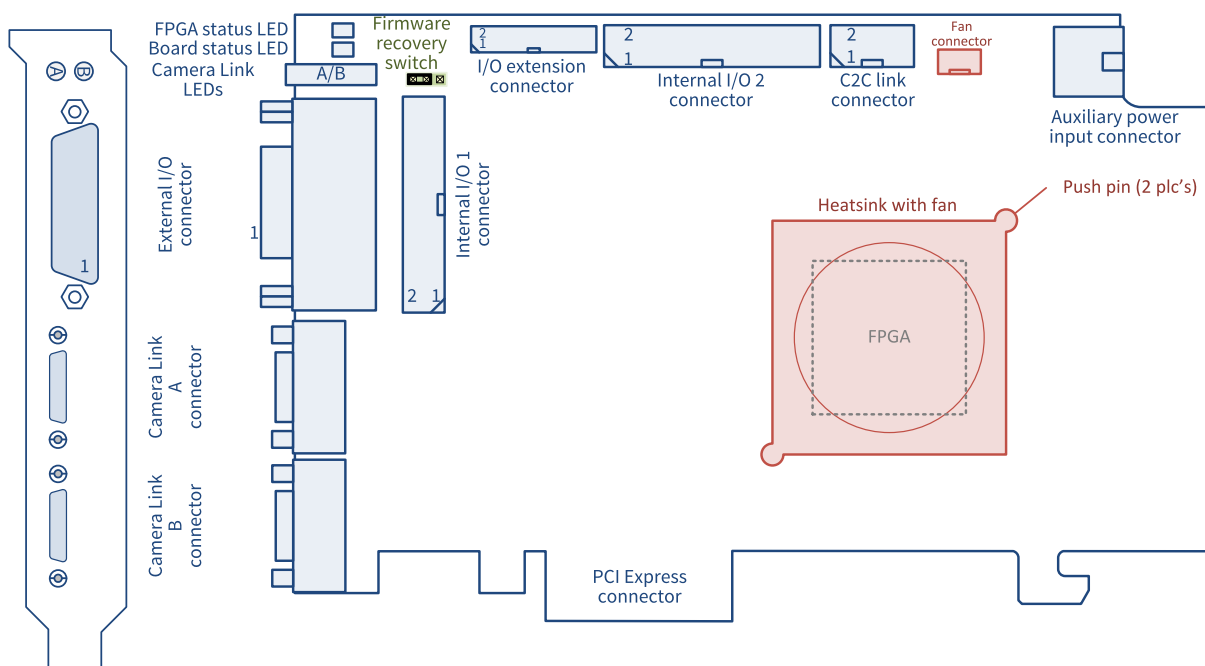 FPGA status LED
Board status LED
Camera Link
LEDs
A/B
Firmware
recovery
switch
2
1
I/O extension
connector
2
1
Internal I/O 2
connector
2
1
C2C link
connector
Fan
connector
Auxiliary power
input connector
A
B
1
External I/O
connector
1
Internal I/O 1
connector
2 1
Push pin (2 plc's)
Heatsink with fan
FPGA
Camera Link
A
connector
Camera Link
B
connector
PCI Express
connector